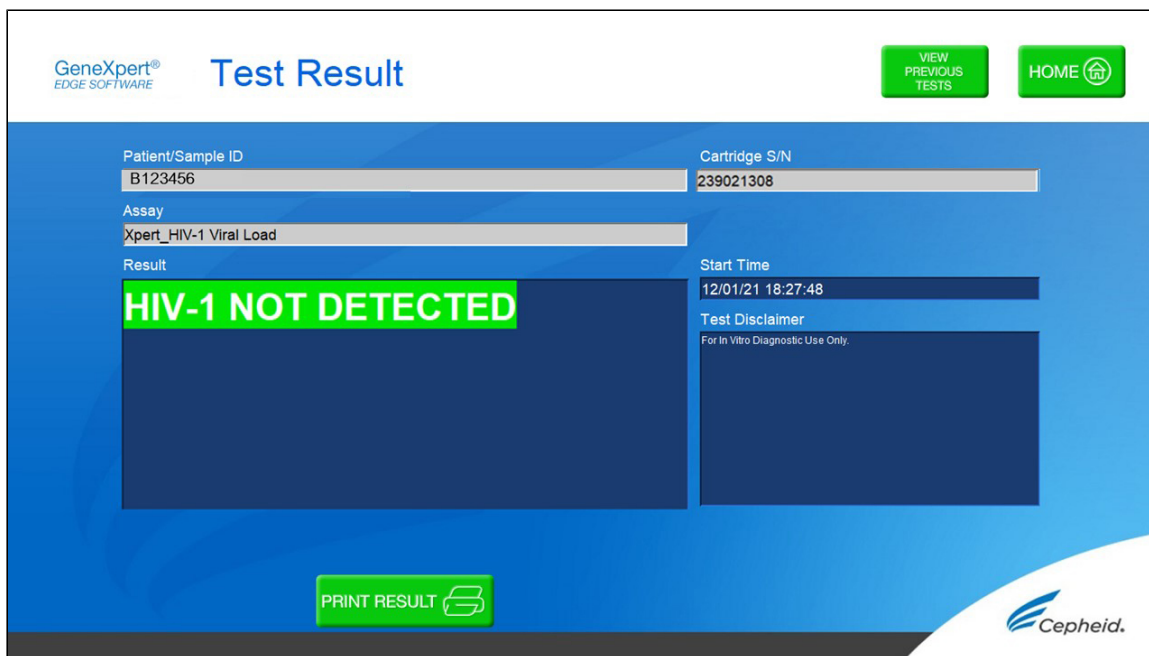 GeneXpert®
EDGE SOFTWARE
Test Result
VIEW
PREVIOUS
TESTS
HOME
Patient/Sample ID
B123456
Cartridge S/N
239021308
Assay
Xpert_HIV-1 Viral Load
Result
HIV-1 NOT DETECTED
Start Time
12/01/21 18:27:48
Test Disclaimer
For In Vitro Diagnostic Use Only.
PRINT RESULT
Cepheid.